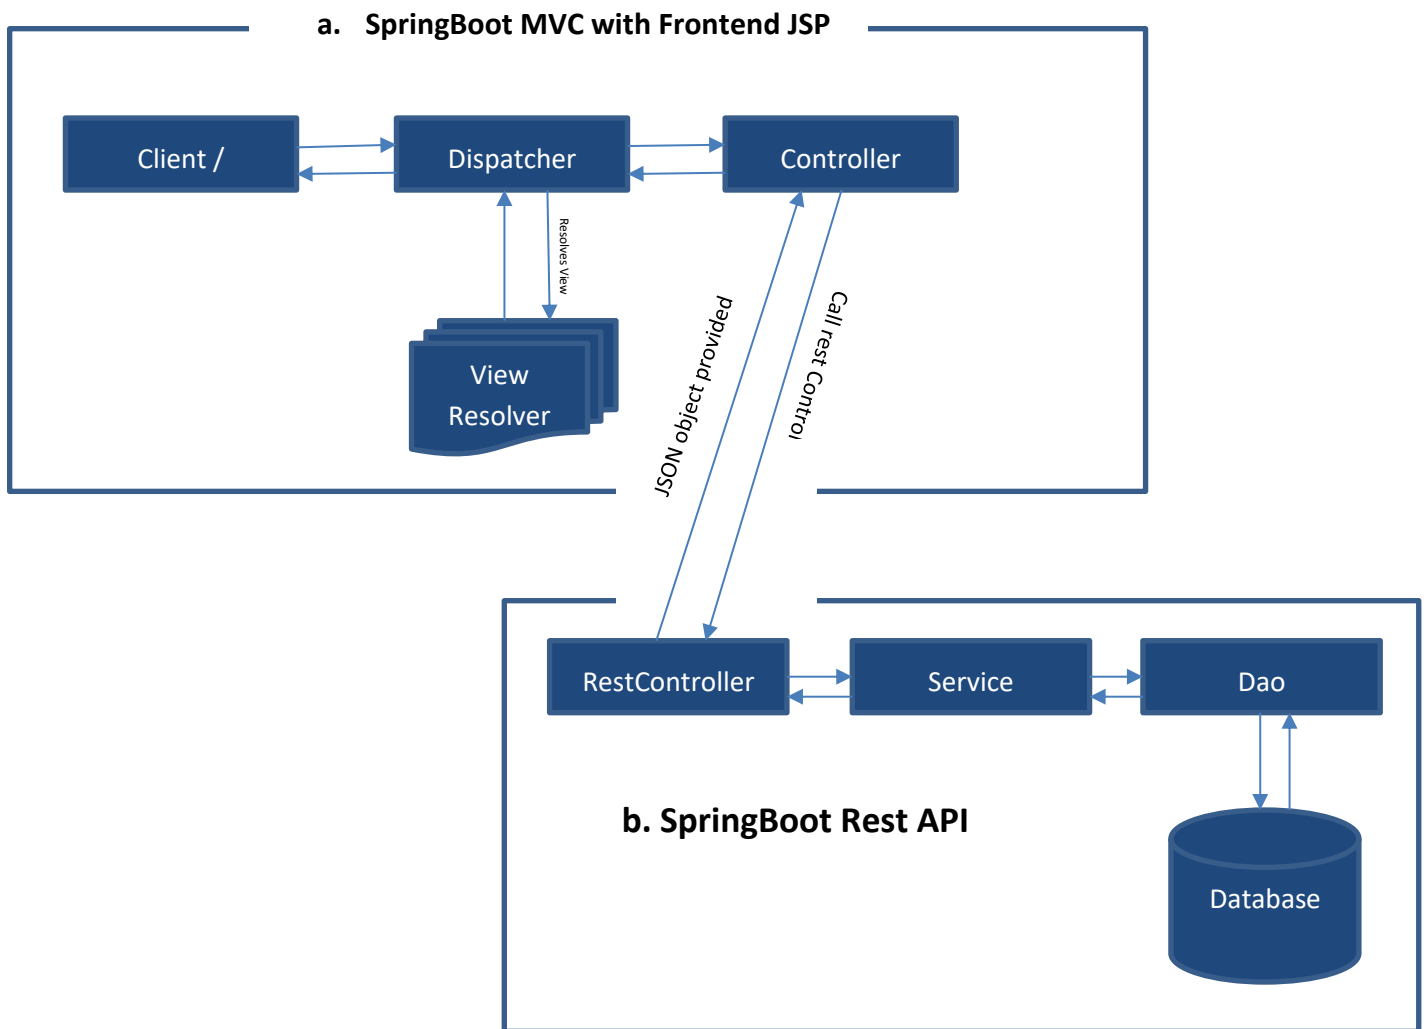 a. SpringBoot MVC with Frontend JSP
Client /
Dispatcher
Controller
Resolves View
View
Resolver
JSON object provided
Call rest Control
RestController
Service
Dao
b. SpringBoot Rest API
Database